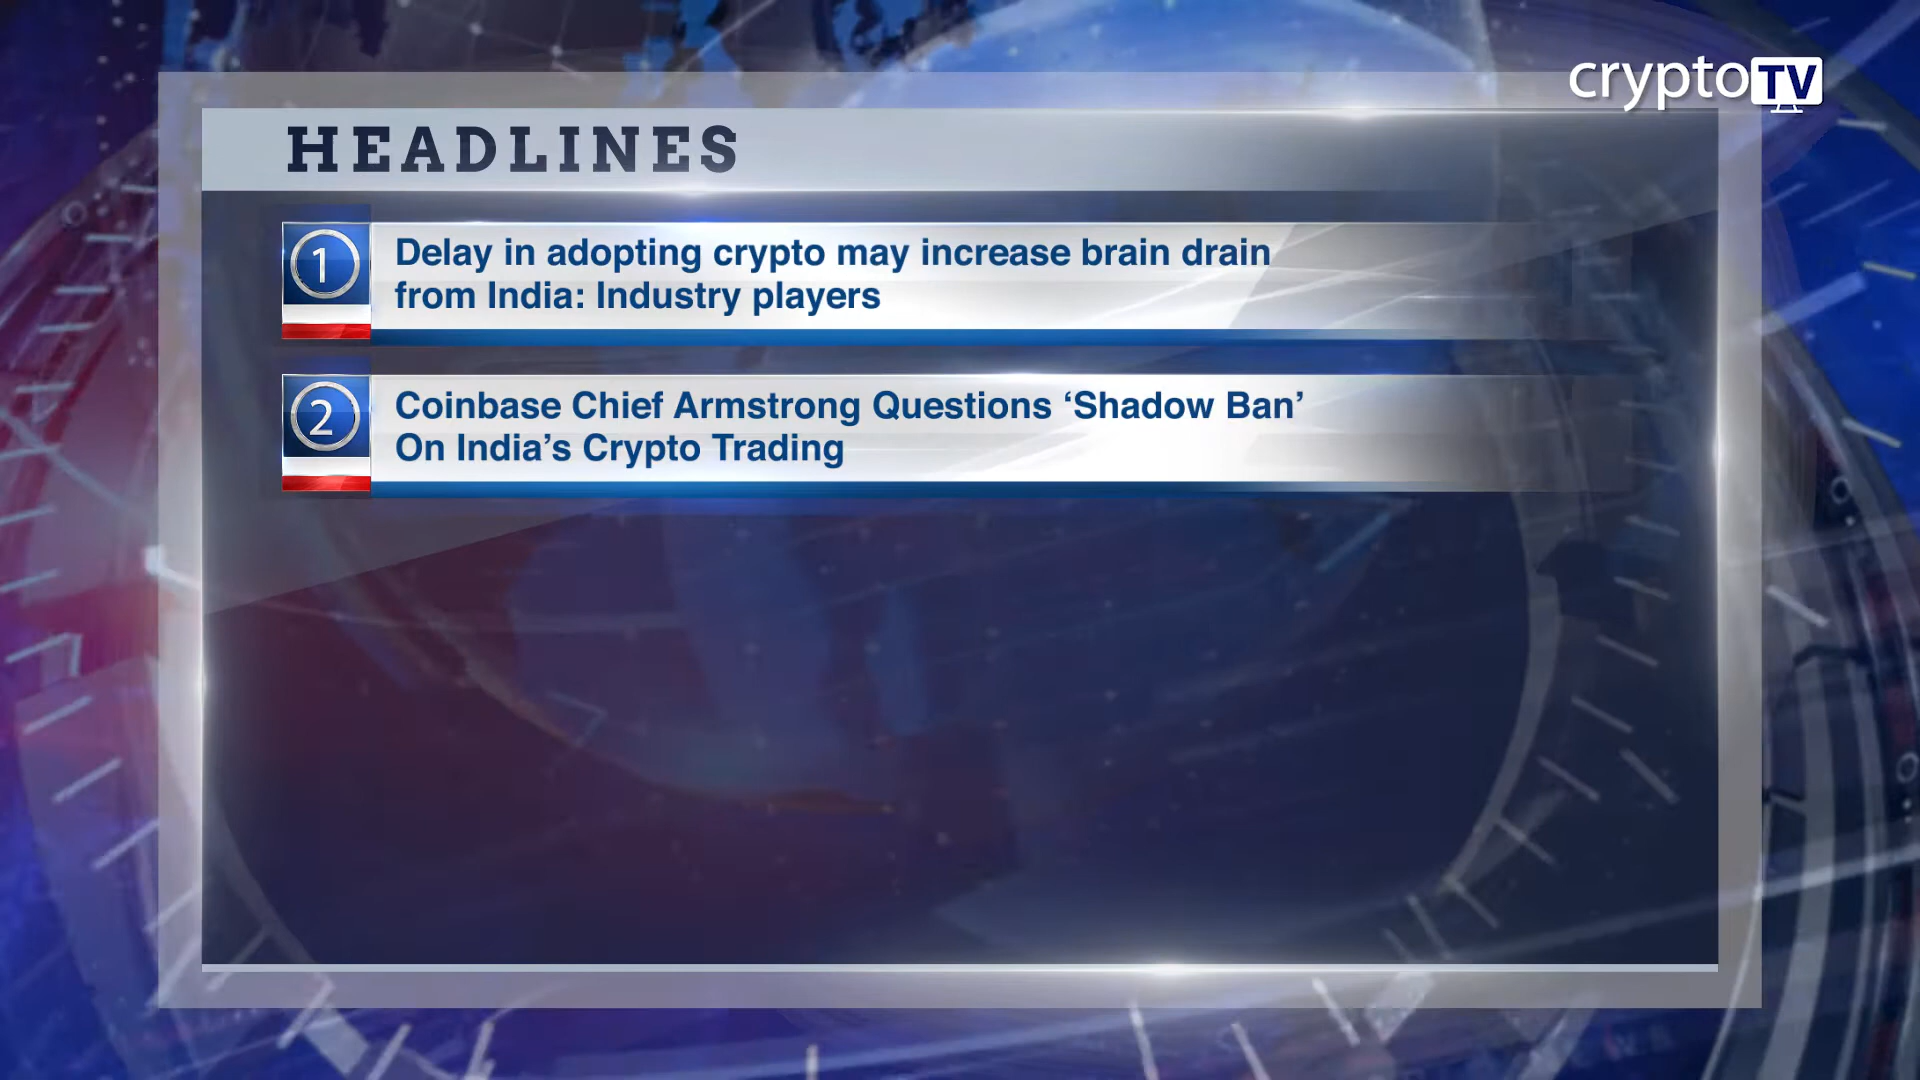 cryptoTV
HEADLINES
1
Delay in adopting crypto may increase brain drain
from India: Industry players
2
Coinbase Chief Armstrong Questions ‘Shadow Ban’
On India’s Crypto Trading